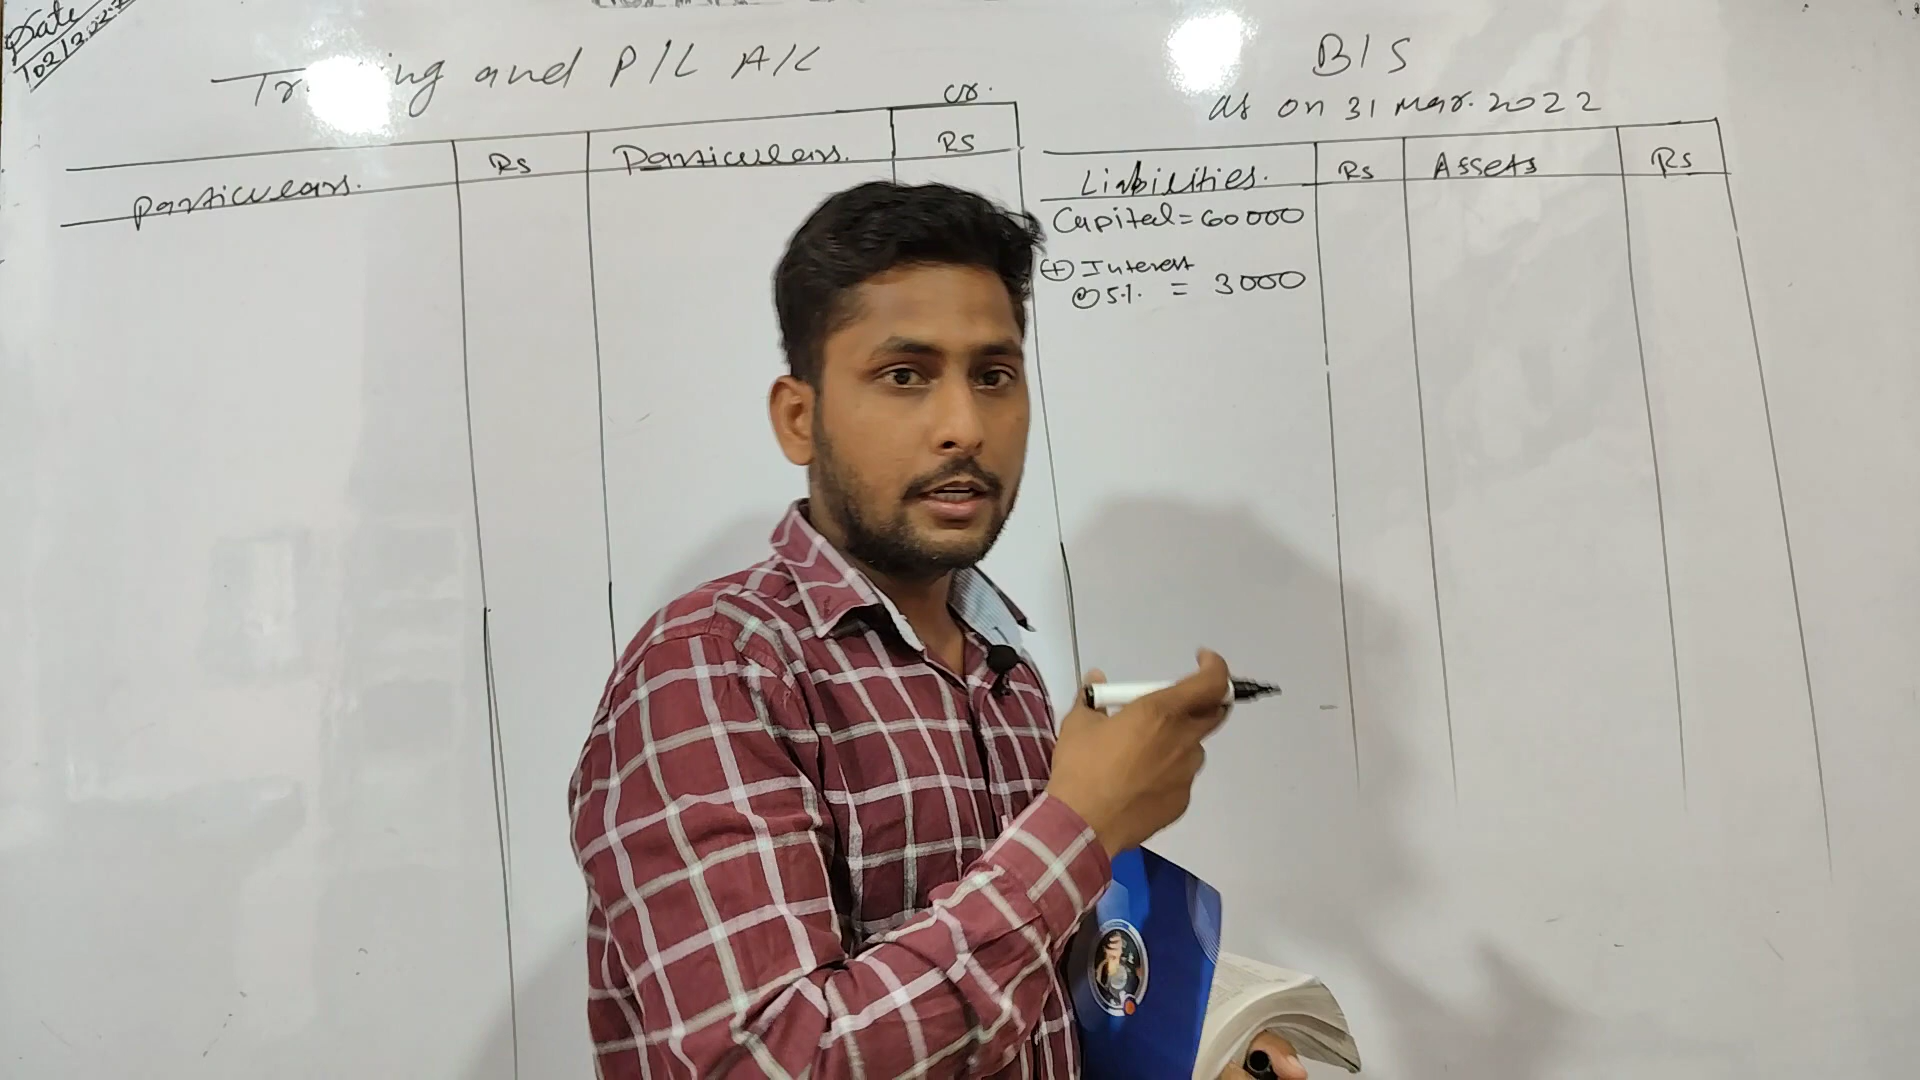 Date
Trading and P/L A/C
cr.
Particulars.
Rs
Particulars.
Rs
B/S
as on 31 Mar. 2022
Liabilities.
Rs
Assets
Rs
Capital = 60000
(+) Interest
@ 5% = 3000